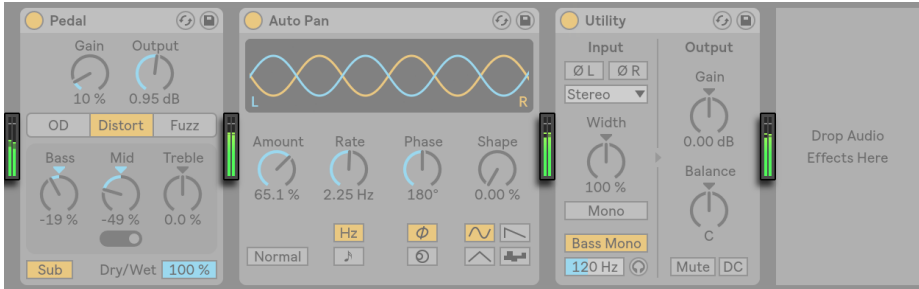 Pedal
Gain Output
10 % 0.95 dB
OD Distort Fuzz
Bass Mid Treble
-19 % -49 % 0.0 %
Sub Dry/Wet 100 %
Auto Pan
L R
Amount Rate Phase Shape
65.1 % 2.25 Hz 180° 0.00 %
Hz
Normal
Utility
Input
Ø L Ø R
Stereo
Width
100 %
Mono
Bass Mono
120 Hz
Output
Gain
0.00 dB
Balance
C
Mute DC
Drop Audio
Effects Here